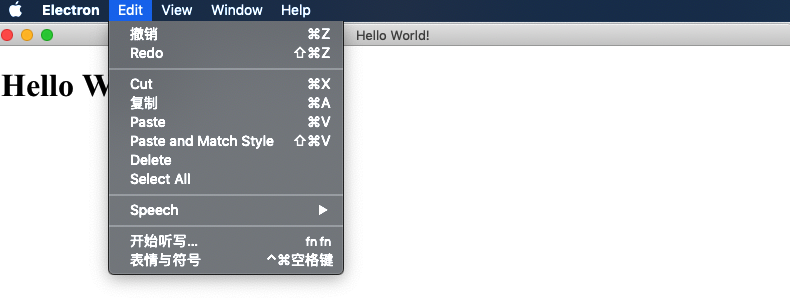 Electron Edit View Window Help
Hello World!
Hello W
撤销 ⌘Z
Redo ⇧⌘Z
Cut ⌘X
复制 ⌘A
Paste ⌘V
Paste and Match Style ⇧⌘V
Delete
Select All
Speech ▶
开始听写... fn fn
表情与符号 ^⌘空格键